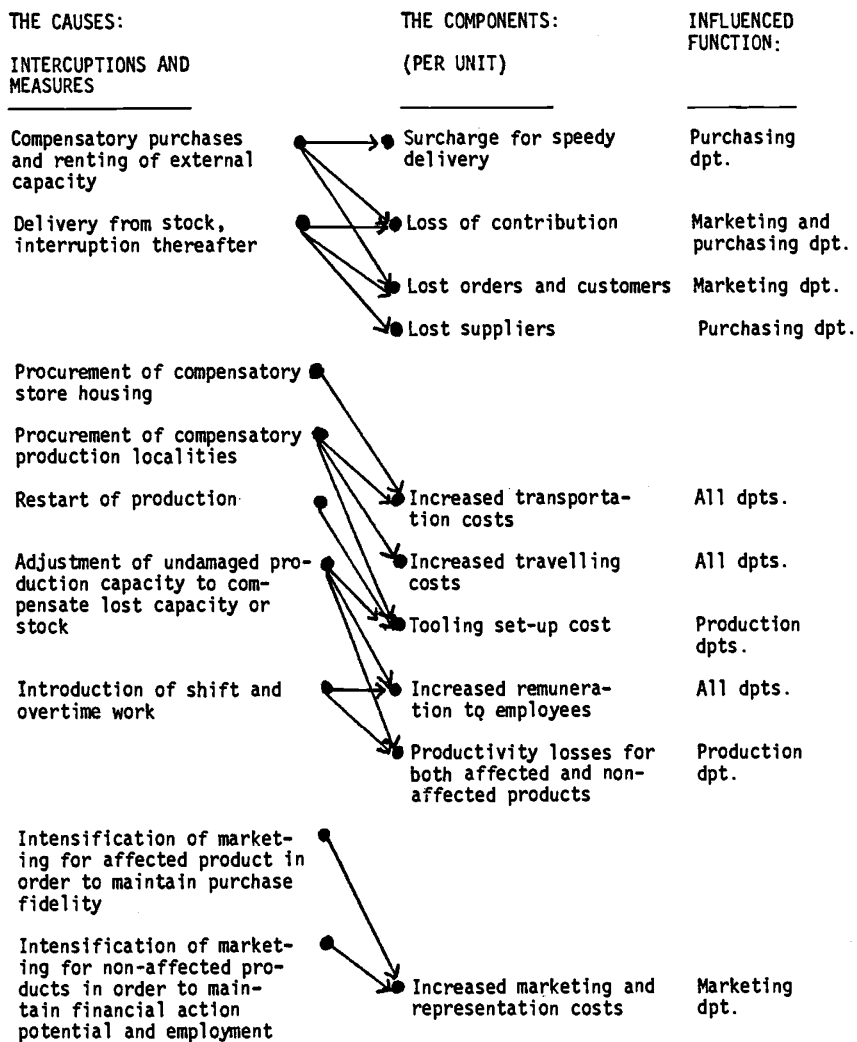 THE CAUSES:
INTERCUPTIONS AND
MEASURES
Compensatory purchases
and renting of external
capacity
Delivery from stock,
interruption thereafter
Procurement of compensatory
store housing
Procurement of compensatory
production localities
Restart of production
Adjustment of undamaged pro-
duction capacity to com-
pensate lost capacity or
stock
Introduction of shift and
overtime work
Intensification of market-
ing for affected product in
order to maintain purchase
fidelity
Intensification of market-
ing for non-affected pro-
ducts in order to main-
tain financial action
potential and employment
THE COMPONENTS:
(PER UNIT)
Surcharge for speedy
delivery
Loss of contribution
Lost orders and customers
Lost suppliers
Increased transporta-
tion costs
Increased travelling
costs
Tooling set-up cost
Increased remunera-
tion to employees
Productivity losses for
both affected and non-
affected products
Increased marketing and
representation costs
INFLUENCED
FUNCTION:
Purchasing
dpt.
Marketing and
purchasing dpt.
Marketing dpt.
Purchasing dpt.
All dpts.
All dpts.
Production
dpts.
All dpts.
Production
dpt.
Marketing
dpt.